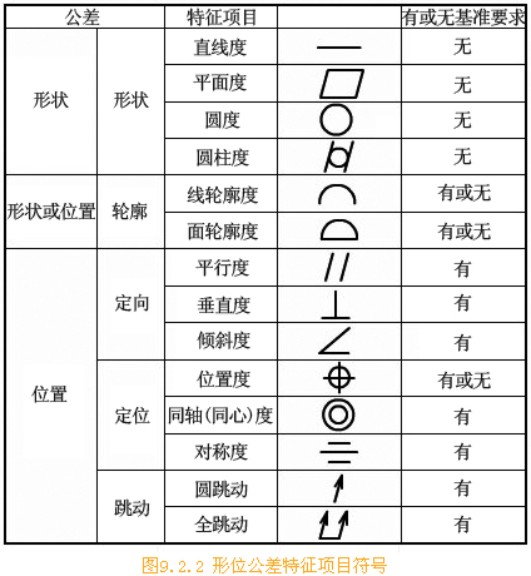 公差 特征项目 有或无基准要求
形状 形状 直线度 无
平面度 无
圆度 无
圆柱度 无
形状或位置 轮廓 线轮廓度 有或无
面轮廓度 有或无
位置 定向 平行度 有
垂直度 有
倾斜度 有
定位 位置度 有或无
同轴(同心)度 有
对称度 有
跳动 圆跳动 有
全跳动 有
图9.2.2 形位公差特征项目符号